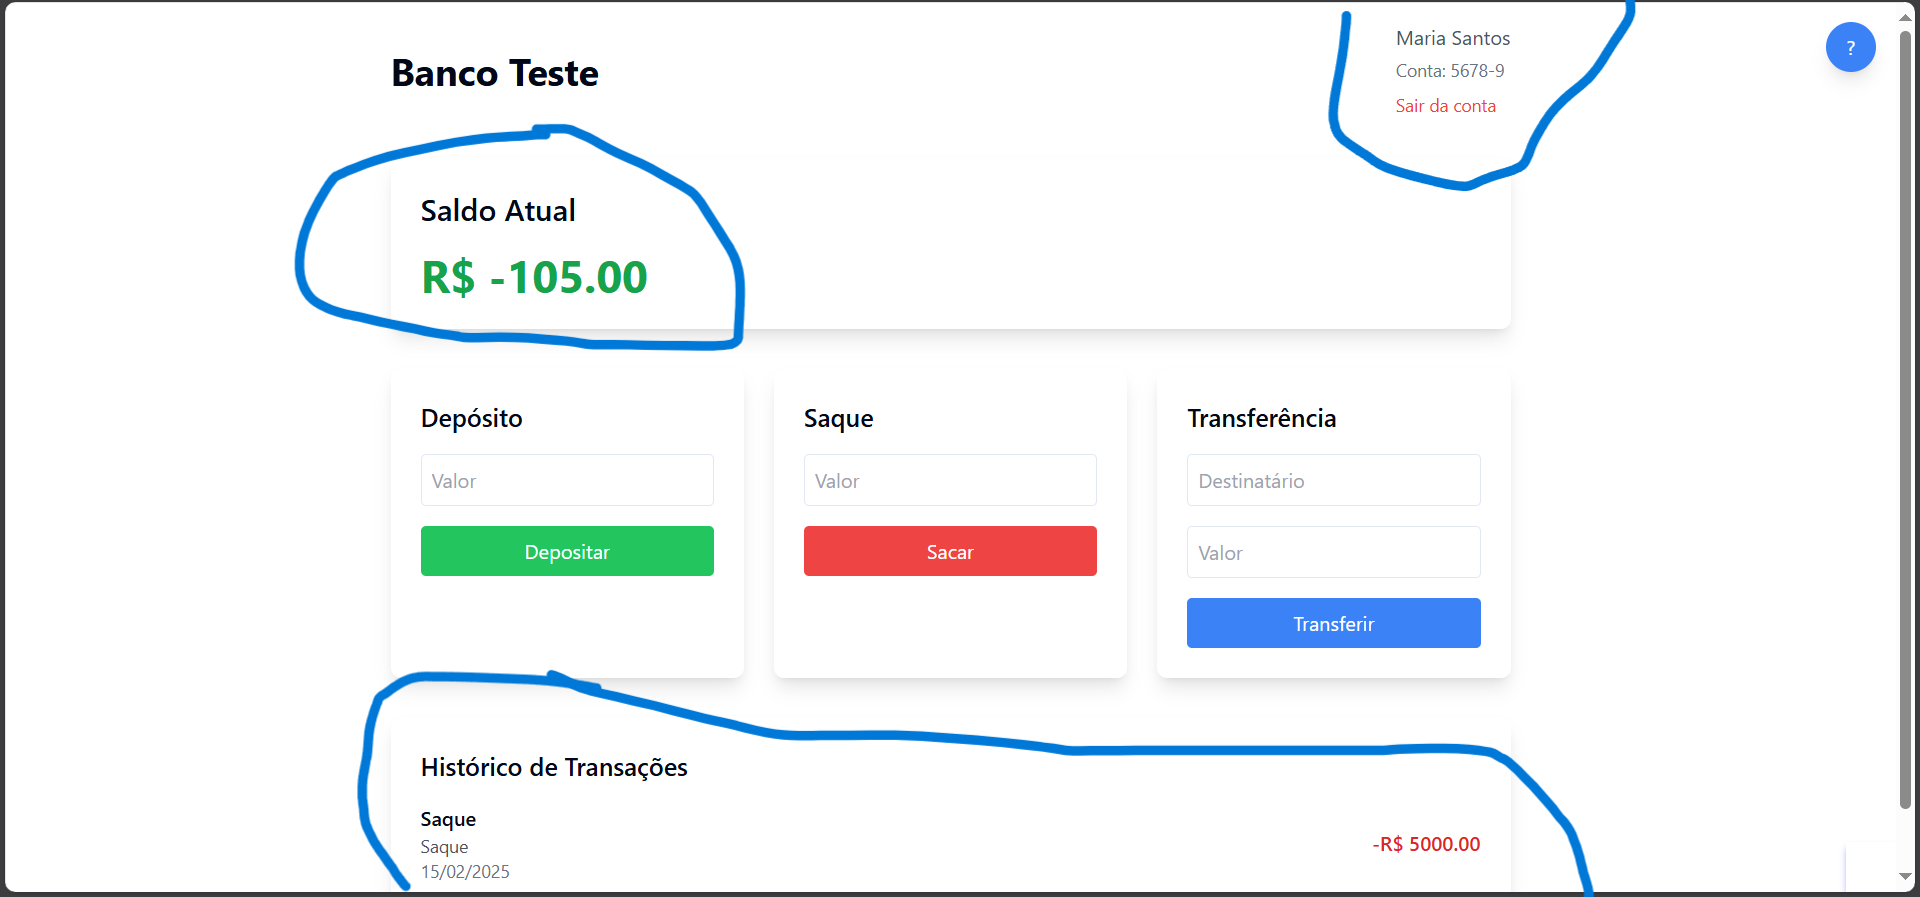 Banco Teste
Maria Santos
Conta: 5678-9
Sair da conta
?
Saldo Atual
R$ -105.00
Depósito
Valor
Depositar
Saque
Valor
Sacar
Transferência
Destinatário
Valor
Transferir
Histórico de Transações
Saque
Saque
15/02/2025
-R$ 5000.00